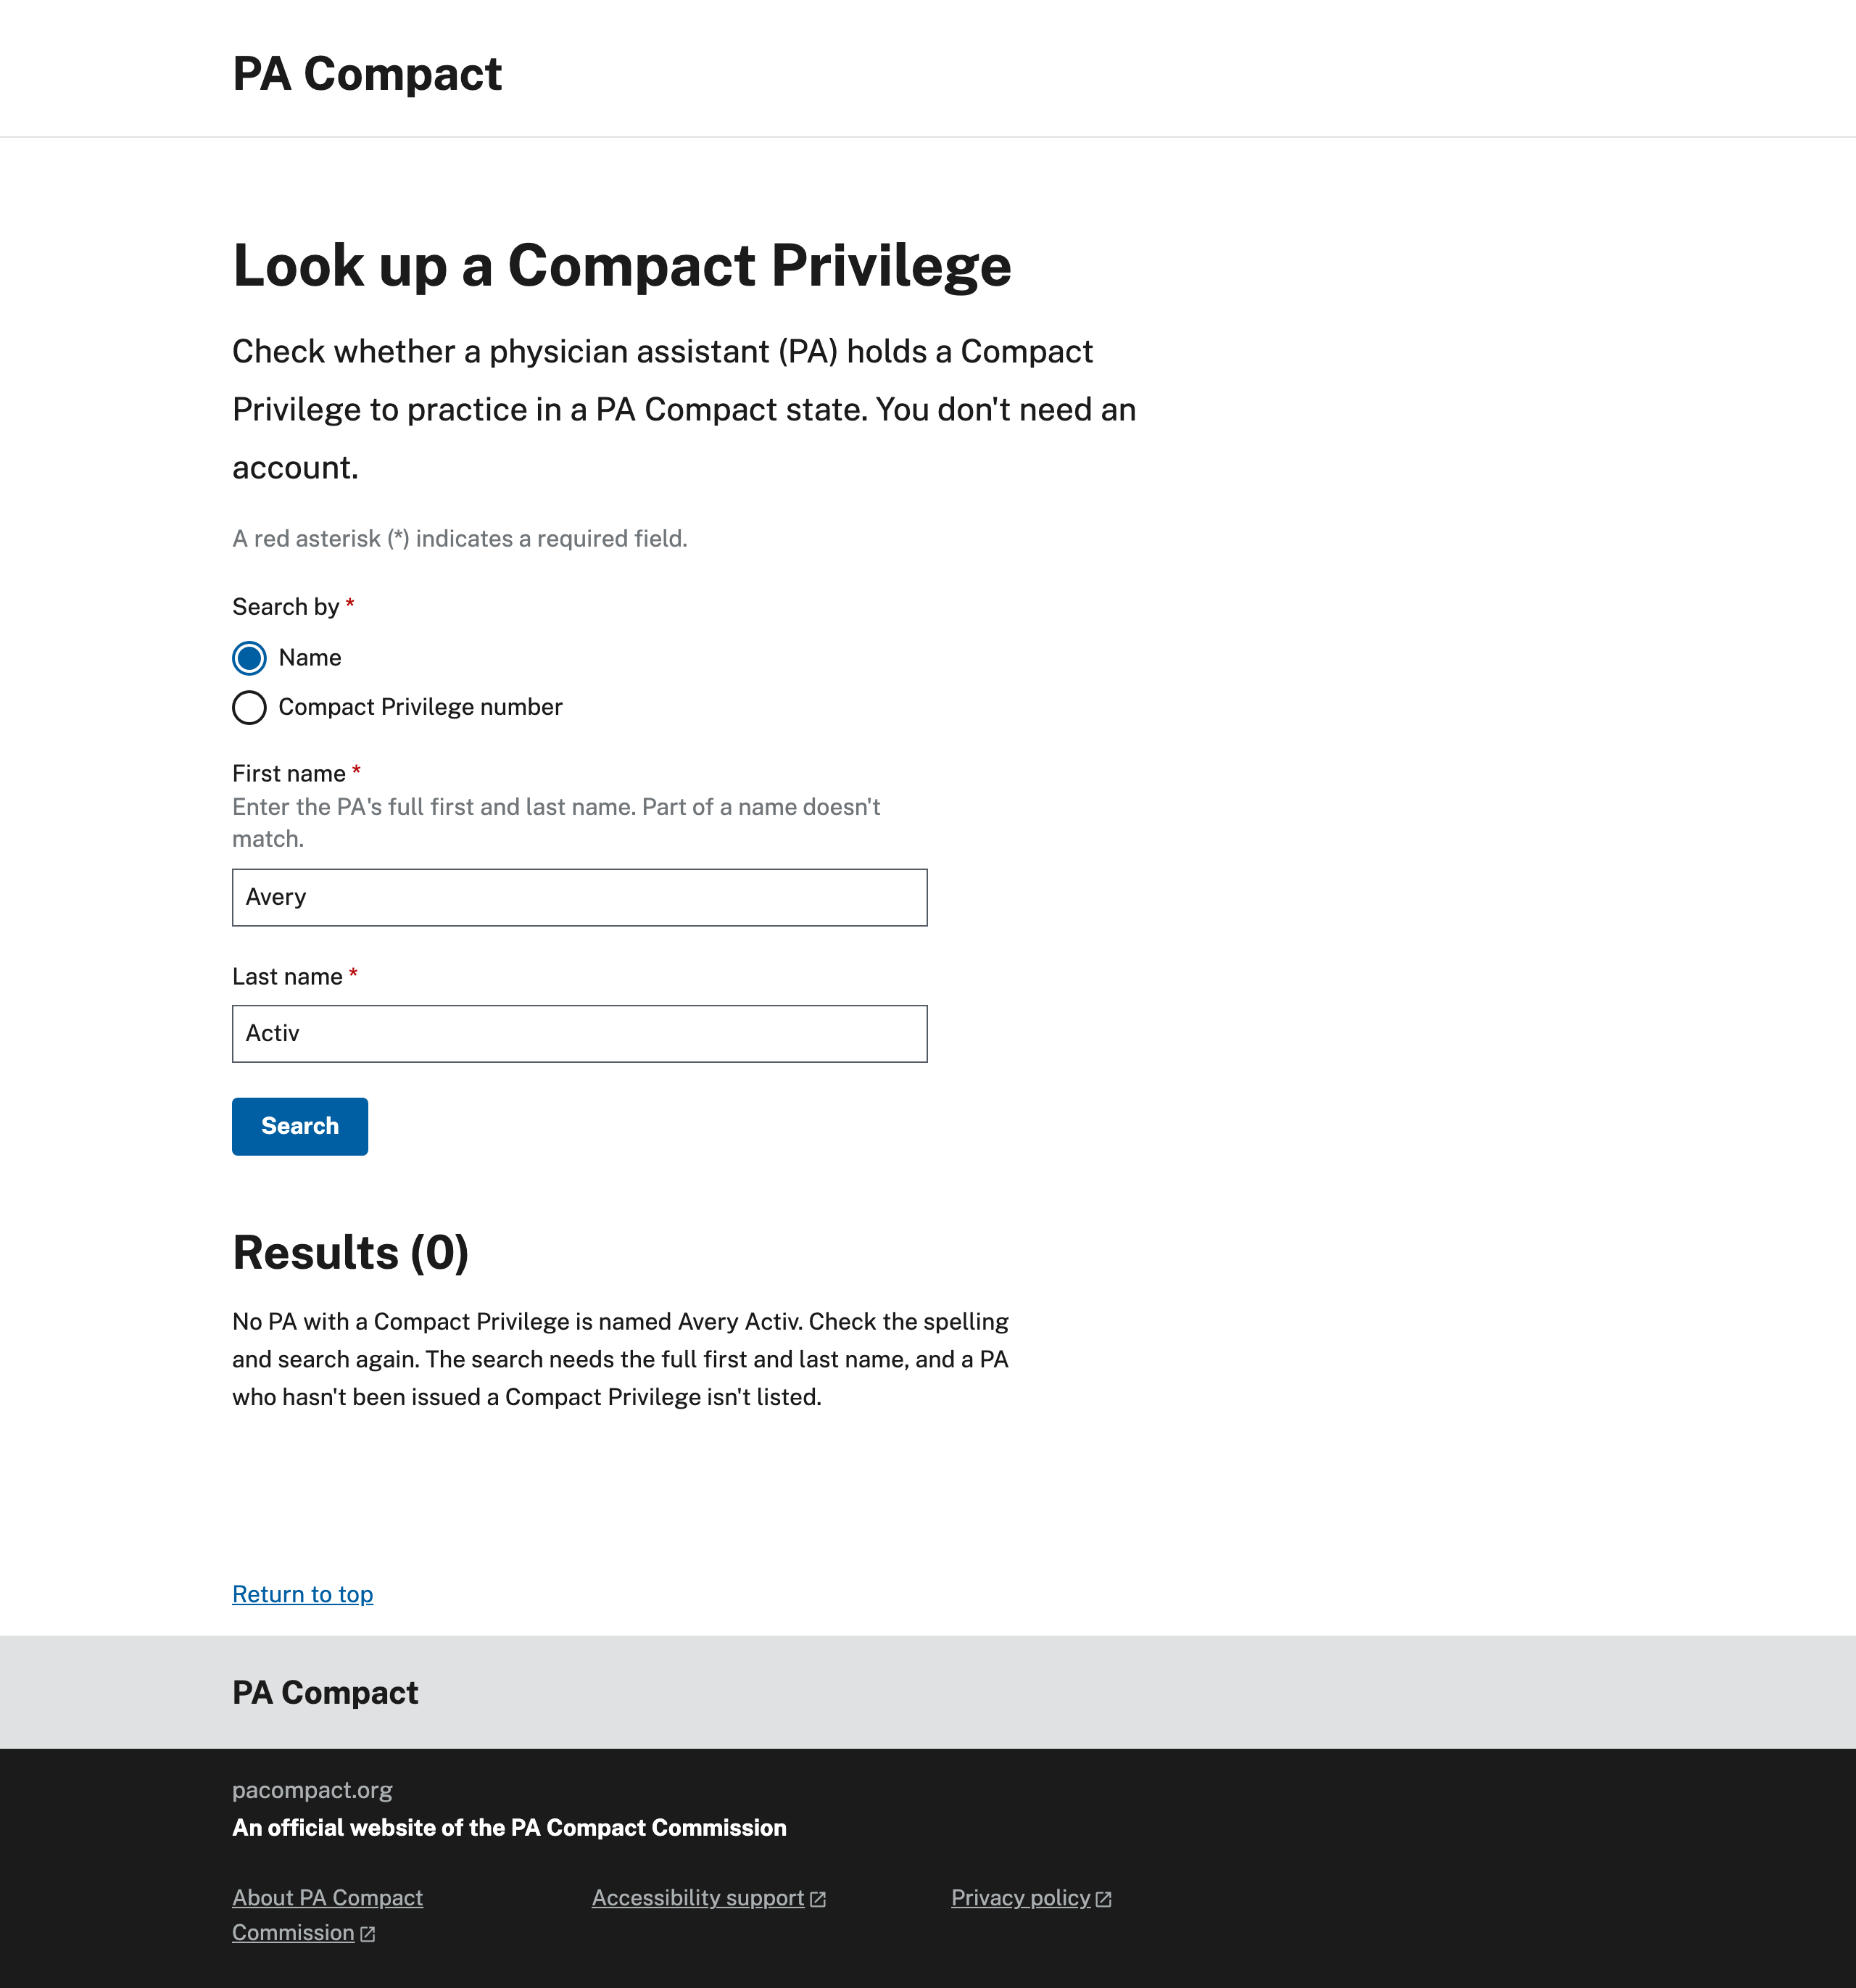 PA Compact
Look up a Compact Privilege
Check whether a physician assistant (PA) holds a Compact
Privilege to practice in a PA Compact state. You don't need an
account.
A red asterisk (*) indicates a required field.
Search by *
Name
Compact Privilege number
First name *
Enter the PA's full first and last name. Part of a name doesn't
match.
Avery
Last name *
Activ
Search
Results (0)
No PA with a Compact Privilege is named Avery Activ. Check the spelling
and search again. The search needs the full first and last name, and a PA
who hasn't been issued a Compact Privilege isn't listed.
Return to top
PA Compact
pacompact.org
An official website of the PA Compact Commission
About PA Compact
Commission
Accessibility support
Privacy policy